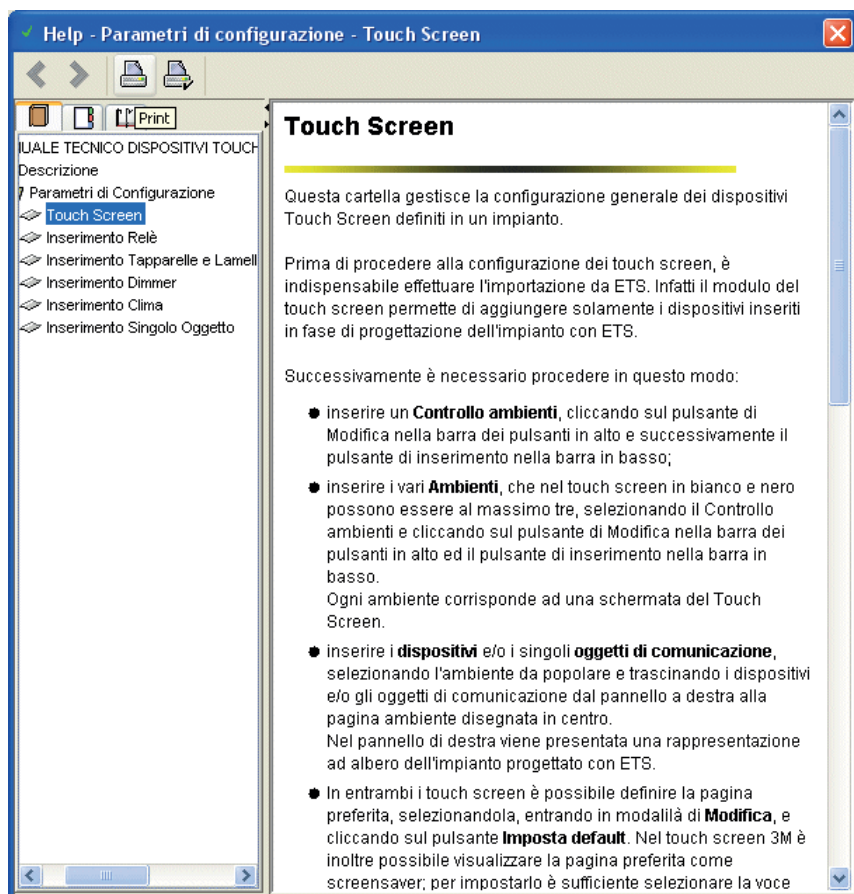 Help - Parametri di configurazione - Touch Screen
Print
IUALE TECNICO DISPOSITIVI TOUCH
Descrizione
Parametri di Configurazione
Touch Screen
Inserimento Relè
Inserimento Tapparelle e Lamell
Inserimento Dimmer
Inserimento Clima
Inserimento Singolo Oggetto
Touch Screen
Questa cartella gestisce la configurazione generale dei dispositivi
Touch Screen definiti in un impianto.
Prima di procedere alla configurazione dei touch screen, è
indispensabile effettuare l'importazione da ETS. Infatti il modulo del
touch screen permette di aggiungere solamente i dispositivi inseriti
in fase di progettazione dell'impianto con ETS.
Successivamente è necessario procedere in questo modo:
● inserire un Controllo ambienti, cliccando sul pulsante di
Modifica nella barra dei pulsanti in alto e successivamente il
pulsante di inserimento nella barra in basso;
● inserire i vari Ambienti, che nel touch screen in bianco e nero
possono essere al massimo tre, selezionando il Controllo
ambienti e cliccando sul pulsante di Modifica nella barra dei
pulsanti in alto ed il pulsante di inserimento nella barra in
basso.
Ogni ambiente corrisponde ad una schermata del Touch
Screen.
● inserire i dispositivi e/o i singoli oggetti di comunicazione,
selezionando l'ambiente da popolare e trascinando i dispositivi
e/o gli oggetti di comunicazione dal pannello a destra alla
pagina ambiente disegnata in centro.
Nel pannello di destra viene presentata una rappresentazione
ad albero dell'impianto progettato con ETS.
● In entrambi i touch screen è possibile definire la pagina
preferita, selezionandola, entrando in modalilà di Modifica, e
cliccando sul pulsante Imposta default. Nel touch screen 3M è
inoltre possibile visualizzare la pagina preferita come
screensaver; per impostarlo è sufficiente selezionare la voce